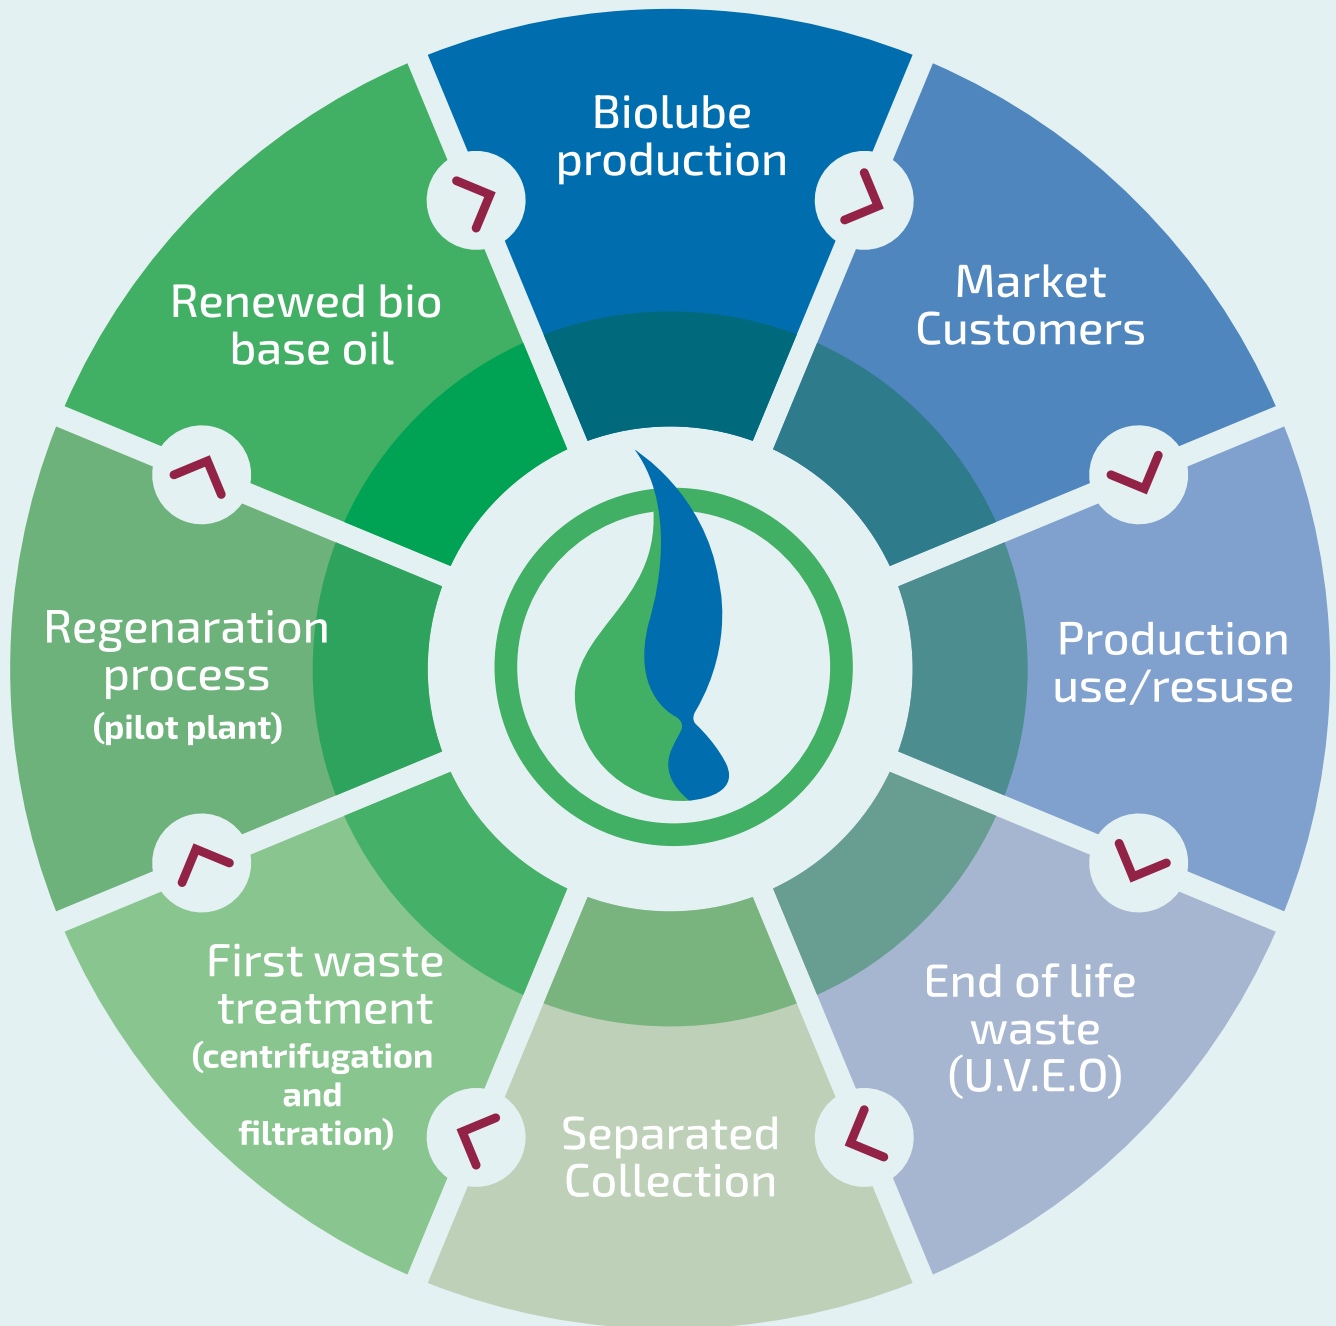 Biolube
production
Market
Customers
Production
use/resuse
End of life
waste
(U.V.E.O)
Separated
Collection
First waste
treatment
(centrifugation
and
filtration)
Regenaration
process
(pilot plant)
Renewed bio
base oil